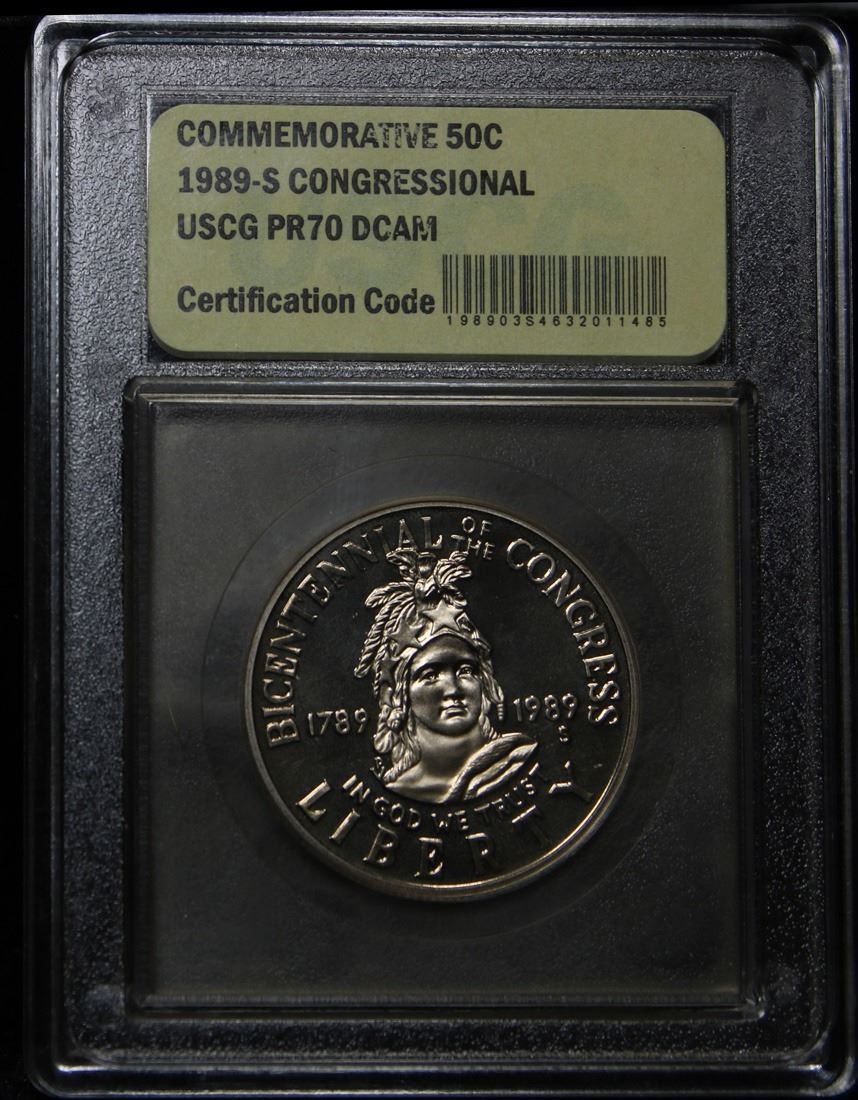 COMMEMORATIVE 50C
1989-S CONGRESSIONAL
USCG PR70 DCAM
Certification Code
198903S4632011485
USCG
BICENTENNIAL OF THE CONGRESS
1789 1989
S
IN GOD WE TRUST
LIBERTY